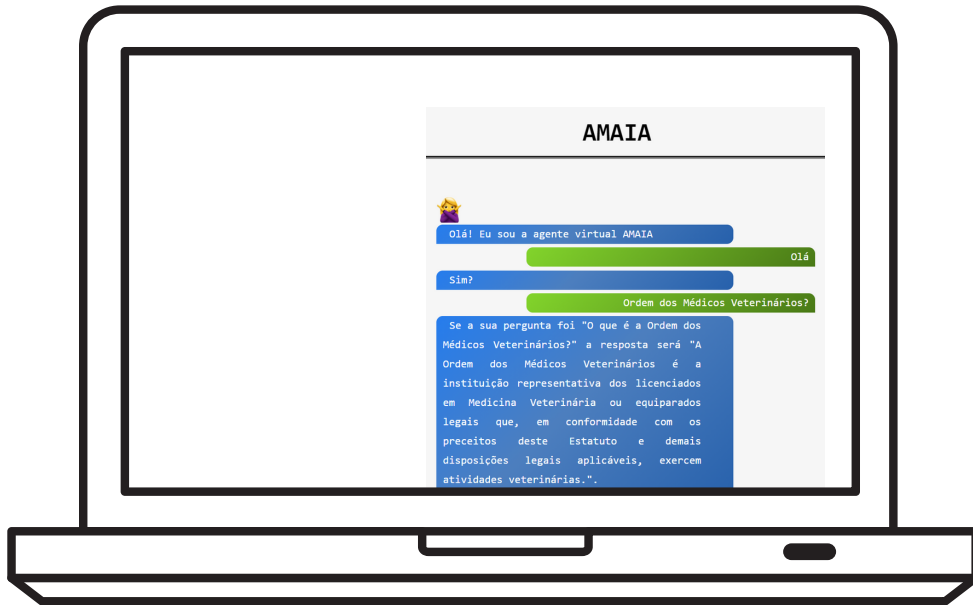 AMAIA
Olá! Eu sou a agente virtual AMAIA
Olá
Sim?
Ordem dos Médicos Veterinários?
Se a sua pergunta foi "O que é a Ordem dos
Médicos Veterinários?" a resposta será "A
Ordem dos Médicos Veterinários é a
instituição representativa dos licenciados
em Medicina Veterinária ou equiparados
legais que, em conformidade com os
preceitos deste Estatuto e demais
disposições legais aplicáveis, exercem
atividades veterinárias.".